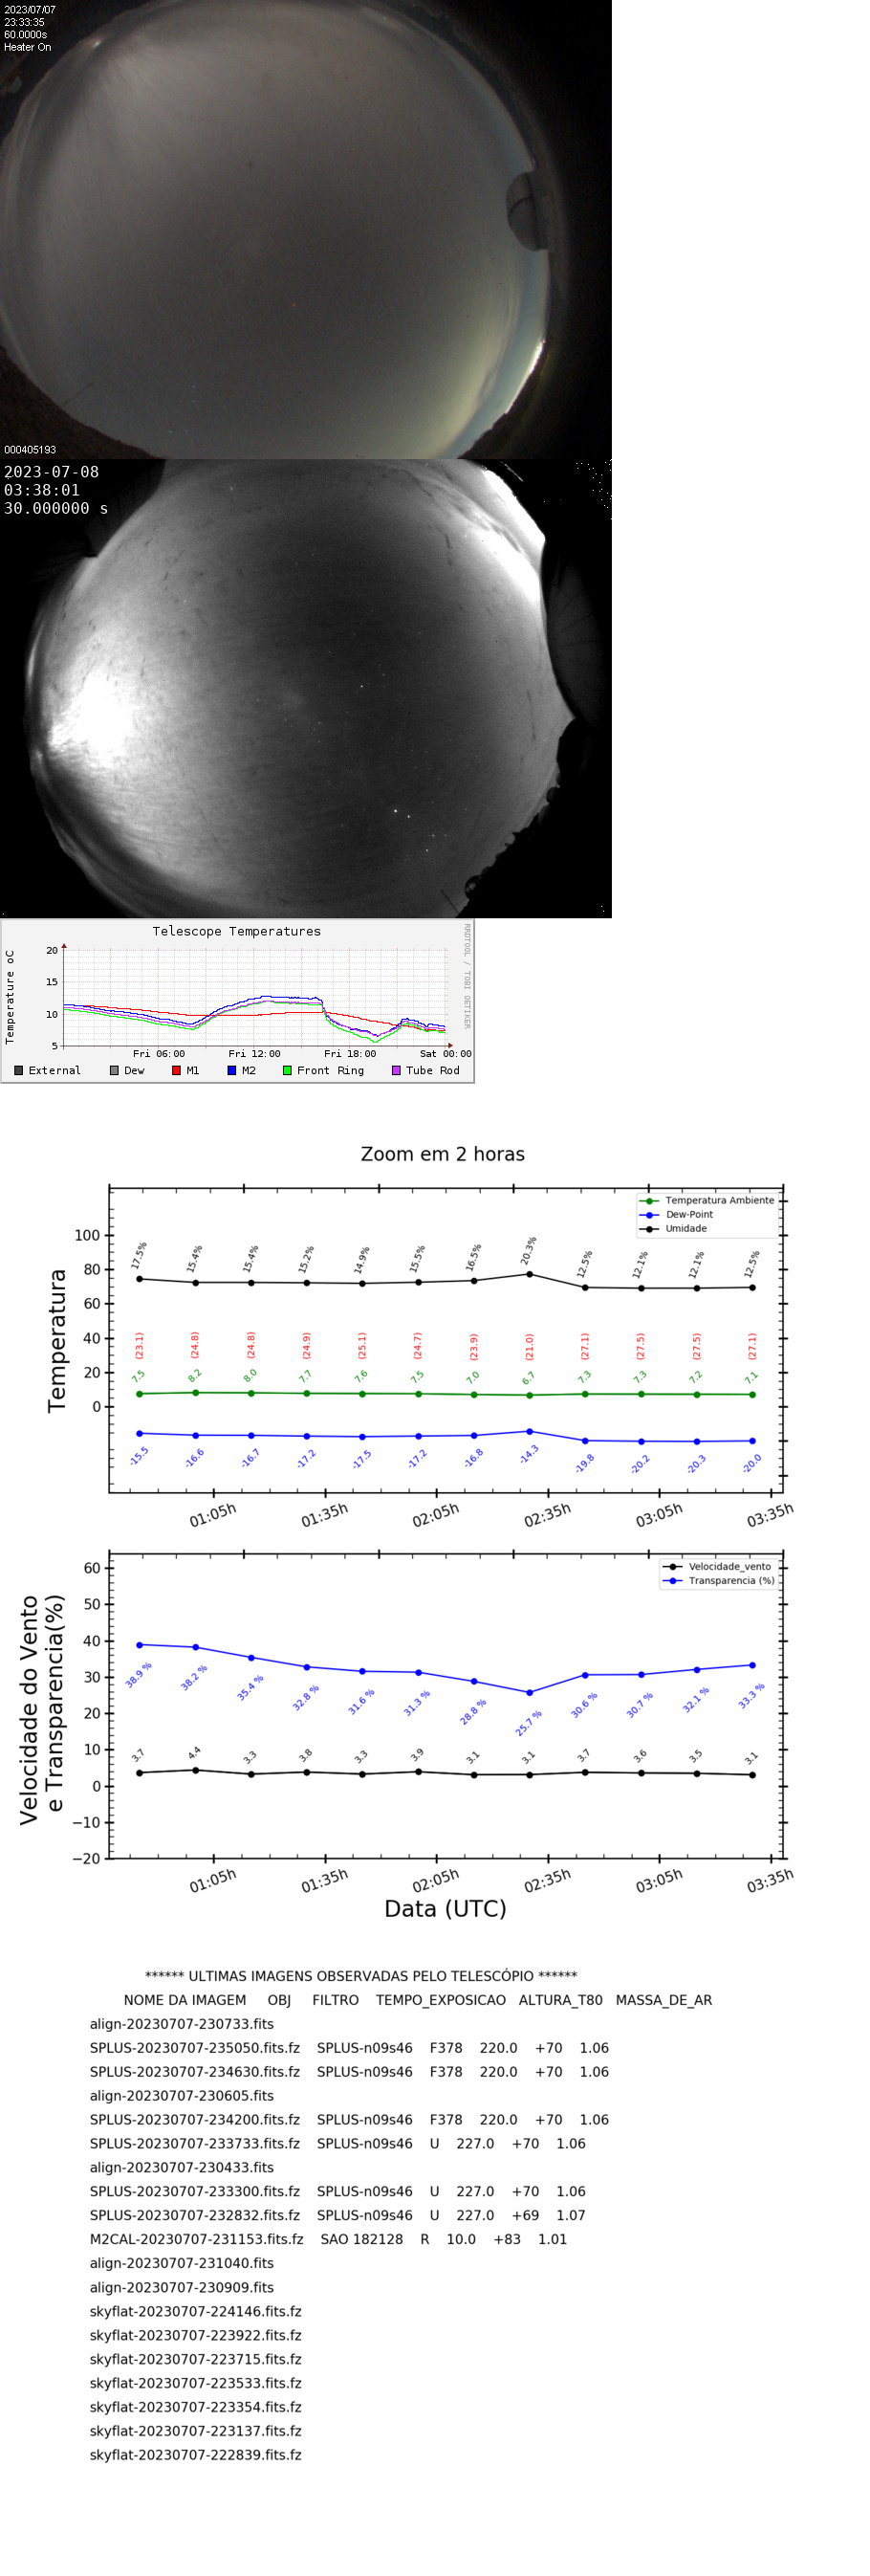 2023/07/07
23:33:35
60.0000s
Heater On
000405193
2023-07-08
03:38:01
30.000000 s
Telescope Temperatures
RRDTOOL / TOBI OETIKER
Temperature oC
20
15
10
5
Fri 06:00 Fri 12:00 Fri 18:00 Sat 00:00
External Dew M1 M2 Front Ring Tube Rod
Zoom em 2 horas
Temperatura
Temperatura Ambiente
Dew-Point
Umidade
100
80
60
40
20
0
17.5% 15.4% 15.4% 15.2% 14.9% 15.5% 16.5% 20.3% 12.5% 12.1% 12.1% 12.5%
(23.1) (24.8) (24.8) (24.9) (25.1) (24.7) (23.9) (21.0) (27.1) (27.5) (27.5) (27.1)
7.5 8.2 8.0 7.7 7.6 7.5 7.0 6.7 7.3 7.3 7.2 7.1
-15.5 -16.6 -16.7 -17.2 -17.5 -17.2 -16.8 -14.3 -19.8 -20.2 -20.3 -20.0
01:05h 01:35h 02:05h 02:35h 03:05h 03:35h
Velocidade do Vento
e Transparencia(%)
Velocidade_vento
Transparencia (%)
60
50
40
30
20
10
0
−10
−20
38.9 % 38.2 % 35.4 % 32.8 % 31.6 % 31.3 % 28.8 % 25.7 % 30.6 % 30.7 % 32.1 % 33.3 %
3.7 4.4 3.3 3.8 3.3 3.9 3.1 3.1 3.7 3.6 3.5 3.1
01:05h 01:35h 02:05h 02:35h 03:05h 03:35h
Data (UTC)
****** ULTIMAS IMAGENS OBSERVADAS PELO TELESCÓPIO ******
NOME DA IMAGEM OBJ FILTRO TEMPO_EXPOSICAO ALTURA_T80 MASSA_DE_AR
align-20230707-230733.fits
SPLUS-20230707-235050.fits.fz SPLUS-n09s46 F378 220.0 +70 1.06
SPLUS-20230707-234630.fits.fz SPLUS-n09s46 F378 220.0 +70 1.06
align-20230707-230605.fits
SPLUS-20230707-234200.fits.fz SPLUS-n09s46 F378 220.0 +70 1.06
SPLUS-20230707-233733.fits.fz SPLUS-n09s46 U 227.0 +70 1.06
align-20230707-230433.fits
SPLUS-20230707-233300.fits.fz SPLUS-n09s46 U 227.0 +70 1.06
SPLUS-20230707-232832.fits.fz SPLUS-n09s46 U 227.0 +69 1.07
M2CAL-20230707-231153.fits.fz SAO 182128 R 10.0 +83 1.01
align-20230707-231040.fits
align-20230707-230909.fits
skyflat-20230707-224146.fits.fz
skyflat-20230707-223922.fits.fz
skyflat-20230707-223715.fits.fz
skyflat-20230707-223533.fits.fz
skyflat-20230707-223354.fits.fz
skyflat-20230707-223137.fits.fz
skyflat-20230707-222839.fits.fz